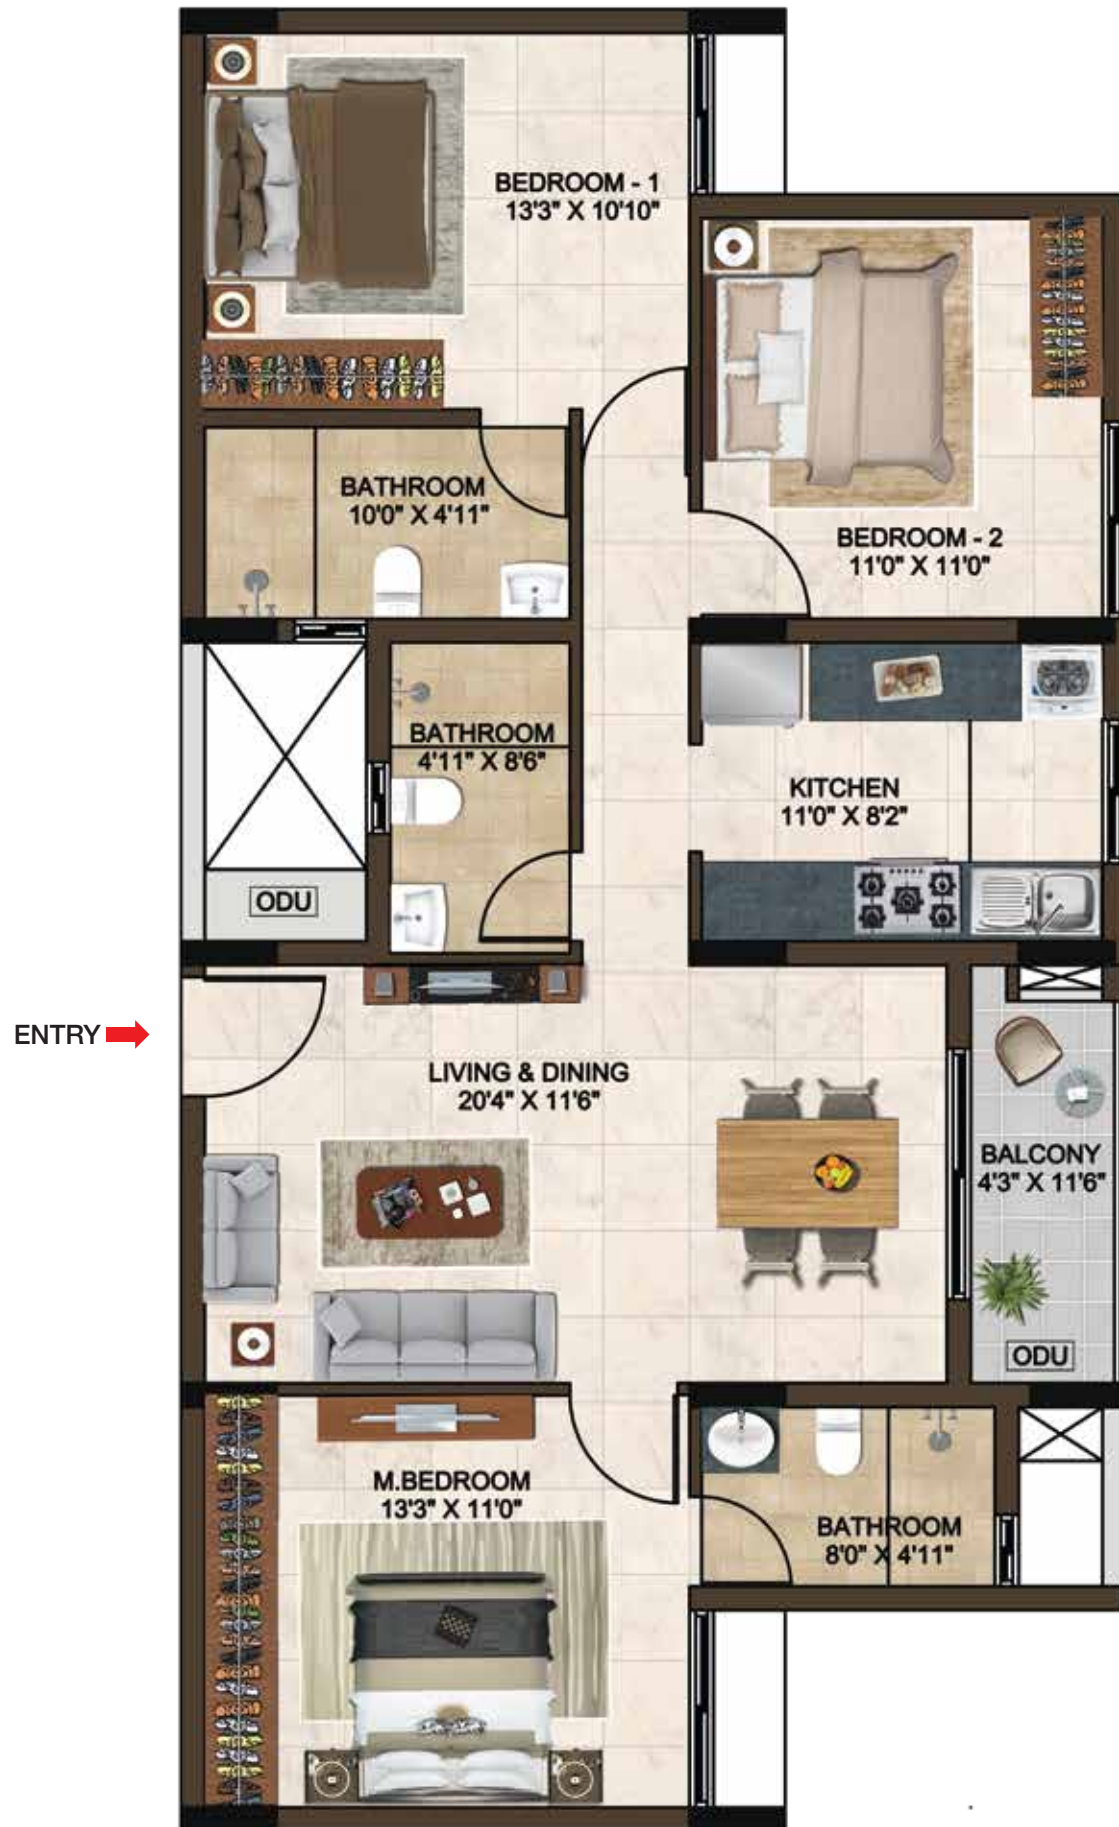 BEDROOM - 1
13'3" X 10'10"
BATHROOM
10'0" X 4'11"
BEDROOM - 2
11'0" X 11'0"
BATHROOM
4'11" X 8'6"
KITCHEN
11'0" X 8'2"
ODU
ENTRY
LIVING & DINING
20'4" X 11'6"
BALCONY
4'3" X 11'6"
ODU
M.BEDROOM
13'3" X 11'0"
BATHROOM
8'0" X 4'11"